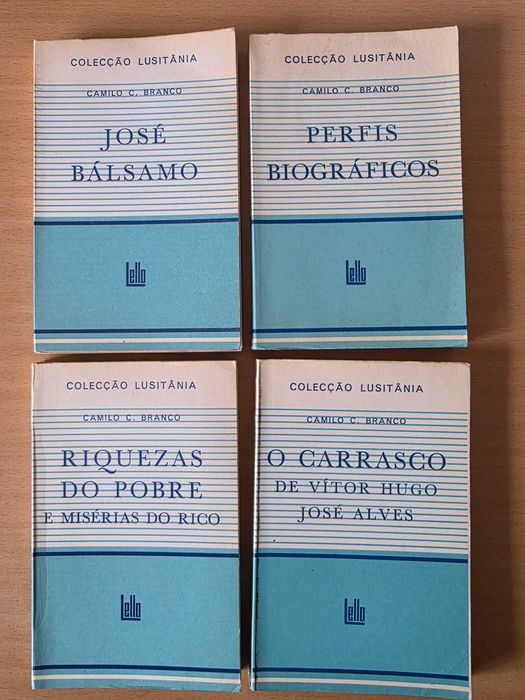 COLECÇÃO LUSITÂNIA
CAMILO C. BRANCO
JOSÉ
BÁLSAMO
Lello
COLECÇÃO LUSITÂNIA
CAMILO C. BRANCO
PERFIS
BIOGRÁFICOS
Lello
COLECÇÃO LUSITÂNIA
CAMILO C. BRANCO
RIQUEZAS
DO POBRE
E MISÉRIAS DO RICO
Lello
COLECÇÃO LUSITÂNIA
CAMILO C. BRANCO
O CARRASCO
DE VÍTOR HUGO
JOSÉ ALVES
Lello